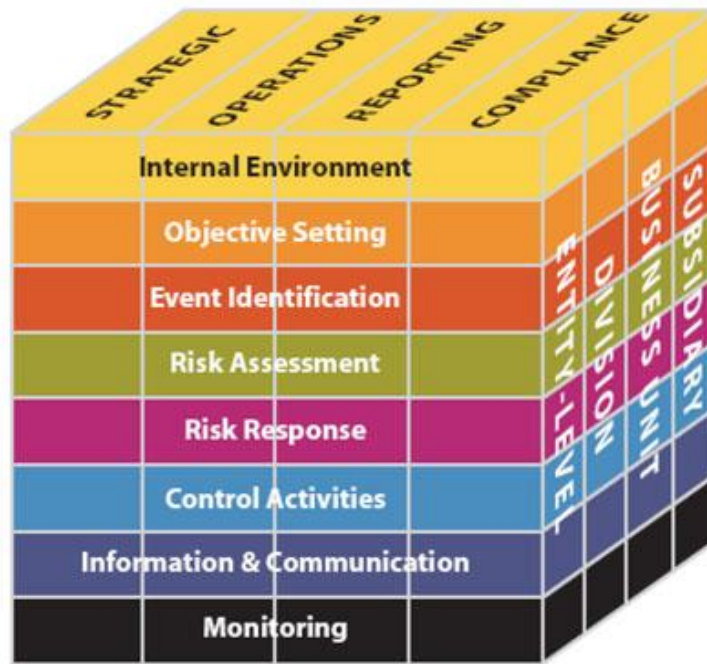 STRATEGIC
OPERATIONS
REPORTING
COMPLIANCE
Internal Environment
Objective Setting
Event Identification
Risk Assessment
Risk Response
Control Activities
Information & Communication
Monitoring
ENTITY-LEVEL
DIVISION
BUSINESS UNIT
SUBSIDIARY